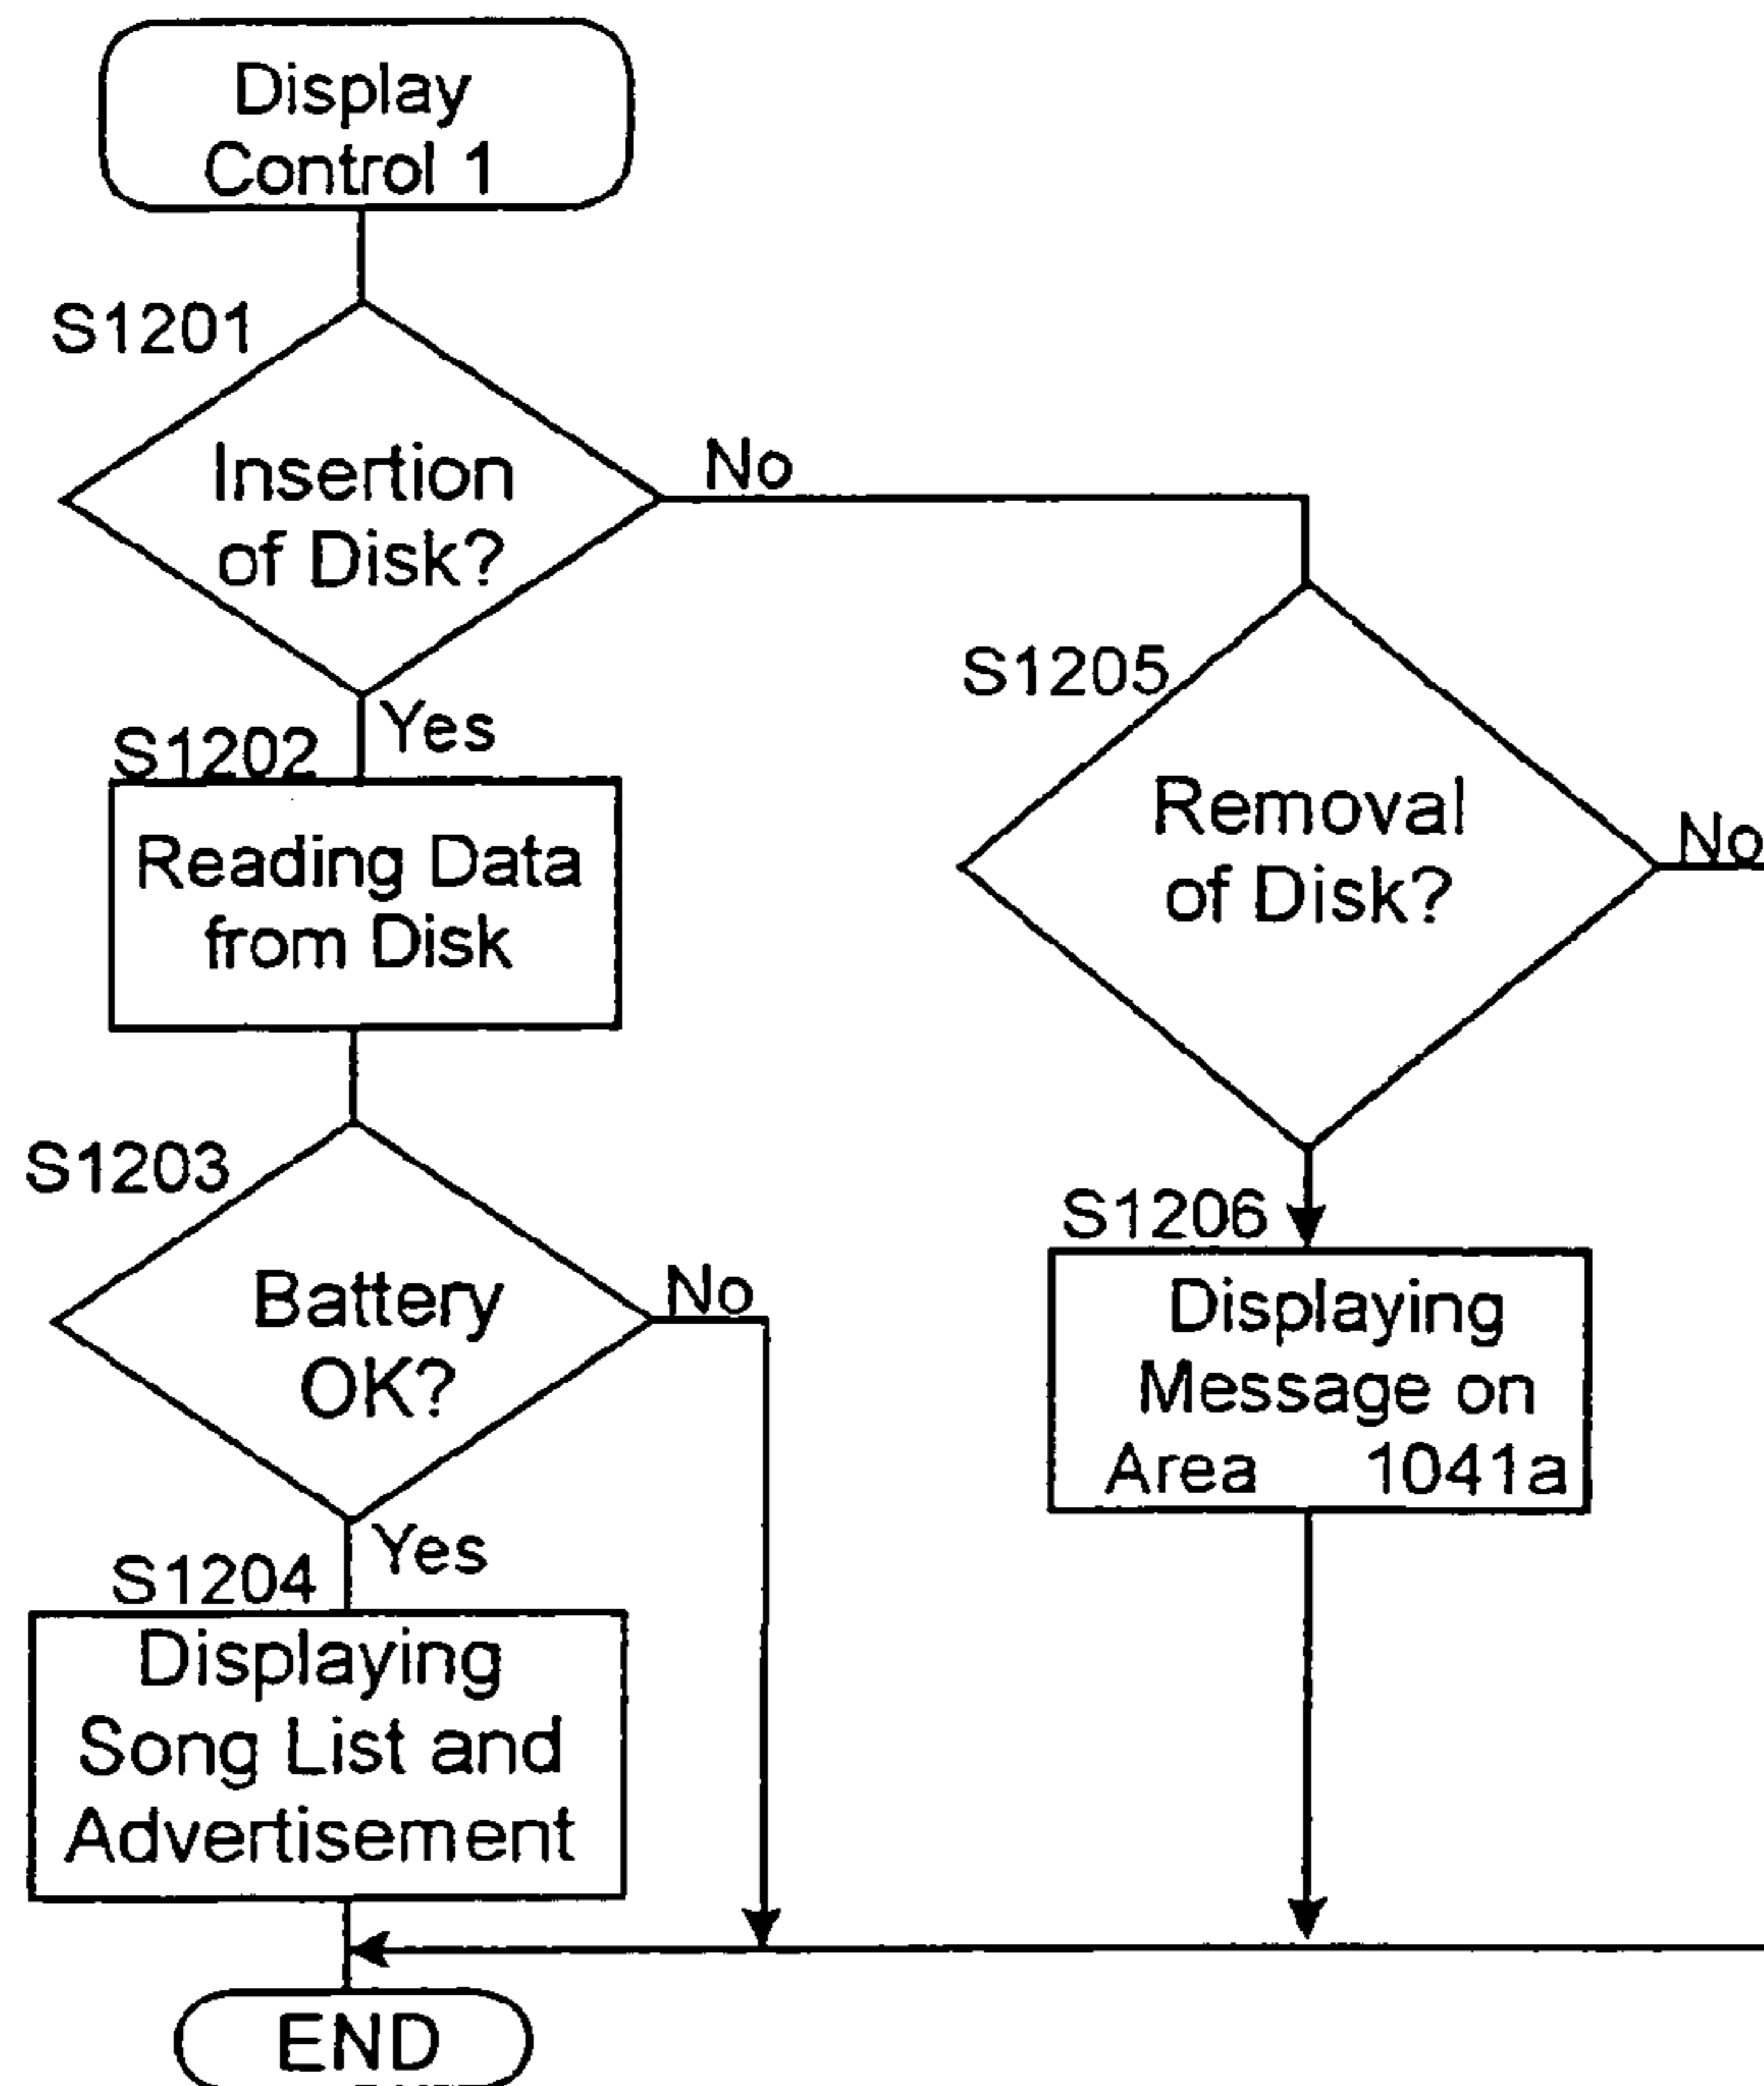 Display
Control 1
S1201
Insertion
of Disk?
No
Yes
S1202
Reading Data
from Disk
S1203
Battery
OK?
No
Yes
S1204
Displaying
Song List and
Advertisement
END
S1205
Removal
of Disk?
No
S1206
Displaying
Message on
Area 1041a